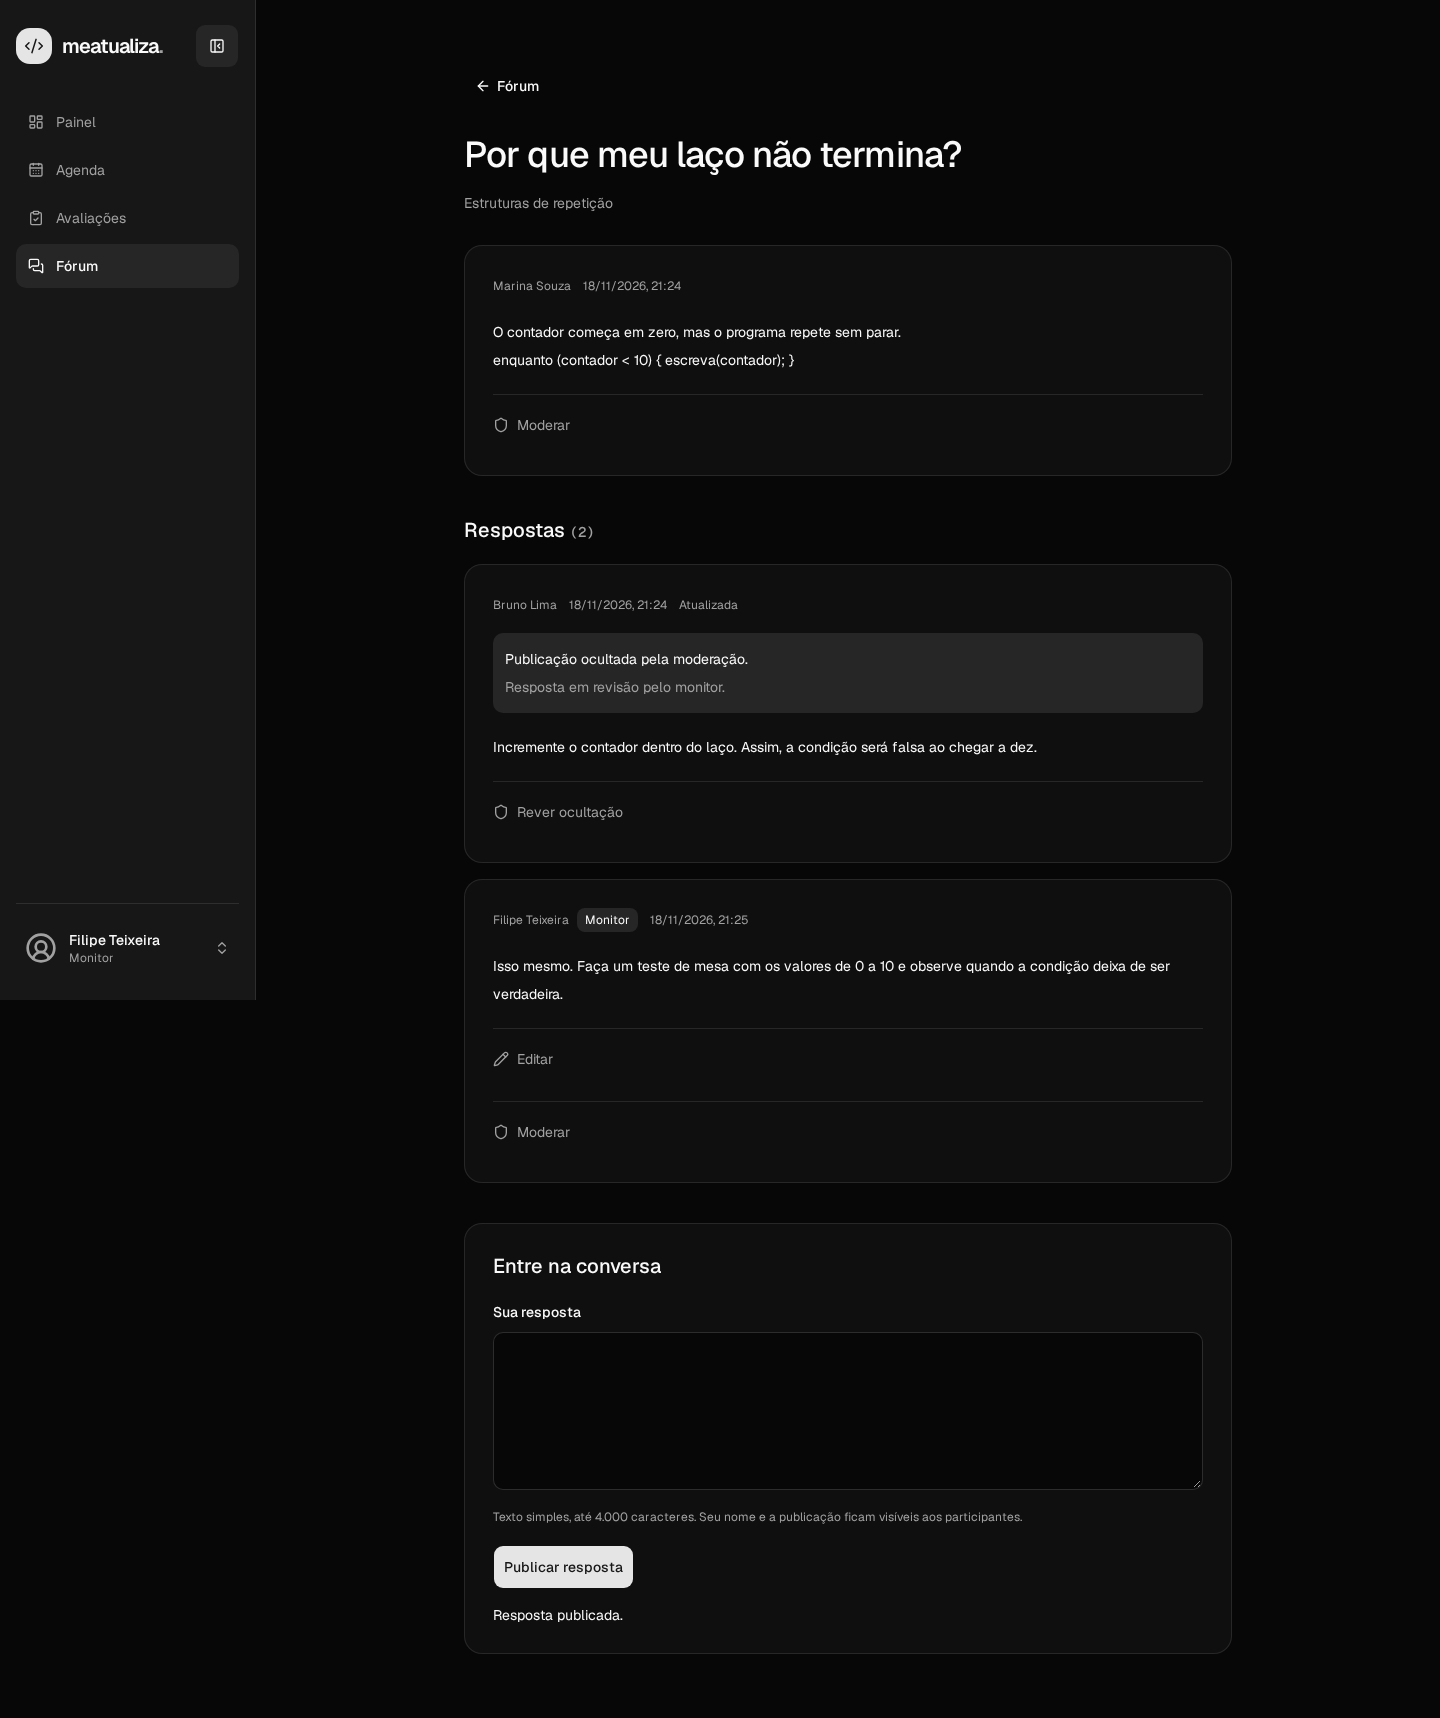 meatualiza.
Painel
Agenda
Avaliações
Fórum
Filipe Teixeira
Monitor
Fórum
Por que meu laço não termina?
Estruturas de repetição
Marina Souza 18/11/2026, 21:24
O contador começa em zero, mas o programa repete sem parar.
enquanto (contador < 10) { escreva(contador); }
Moderar
Respostas (2)
Bruno Lima 18/11/2026, 21:24 Atualizada
Publicação ocultada pela moderação.
Resposta em revisão pelo monitor.
Incremente o contador dentro do laço. Assim, a condição será falsa ao chegar a dez.
Rever ocultação
Filipe Teixeira Monitor 18/11/2026, 21:25
Isso mesmo. Faça um teste de mesa com os valores de 0 a 10 e observe quando a condição deixa de ser
verdadeira.
Editar
Moderar
Entre na conversa
Sua resposta
Texto simples, até 4.000 caracteres. Seu nome e a publicação ficam visíveis aos participantes.
Publicar resposta
Resposta publicada.